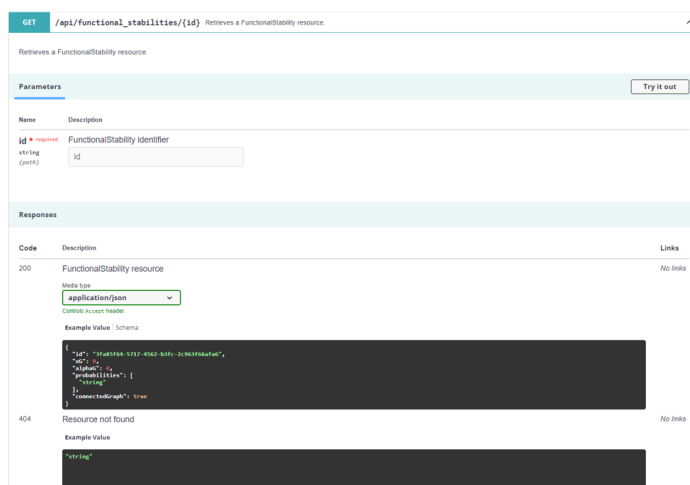 GET /api/functional_stabilities/{id} Retrieves a FunctionalStability resource.
Retrieves a FunctionalStability resource.
Parameters
Try it out
Name Description
id * required FunctionalStability identifier
string
(path)
id
Responses
Code Description Links
200 FunctionalStability resource No links
Media type
application/json
Controls Accept header.
Example Value Schema
{
"id": "3fa85f64-5717-4562-b3fc-2c963f66afa6",
"xG": 0,
"alphaG": 0,
"probabilities": [
"string"
],
"connectedGraph": true
}
404 Resource not found No links
Example Value
"string"